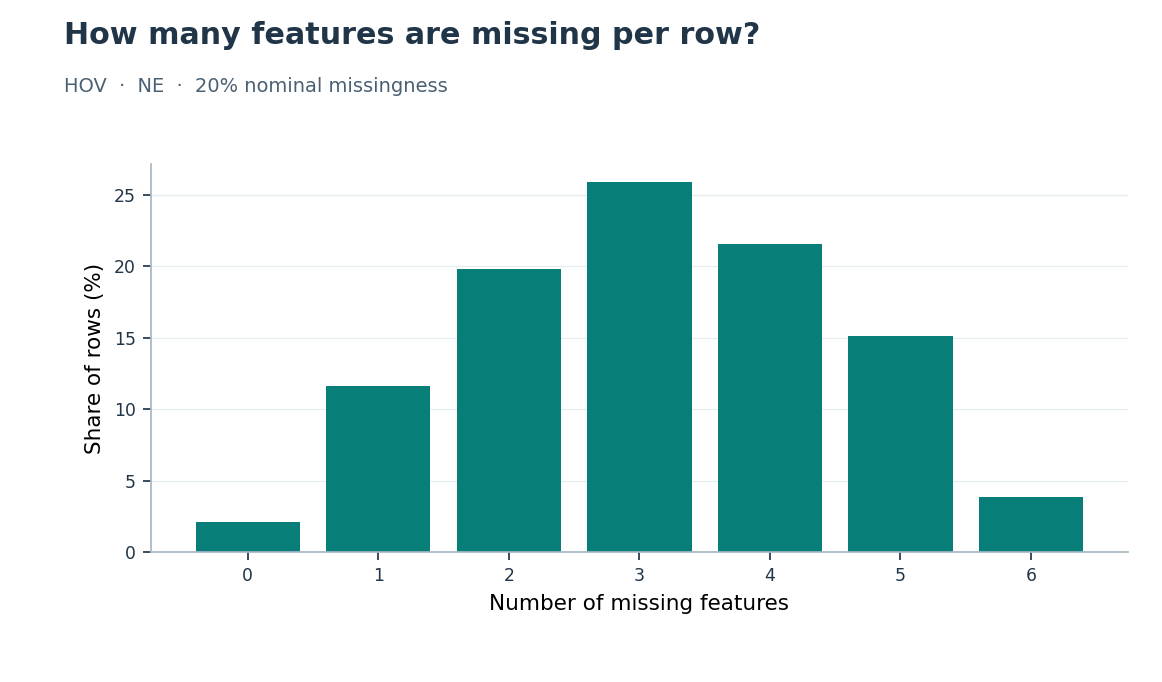 How many features are missing per row?
HOV · NE · 20% nominal missingness
Share of rows (%)
25
20
15
10
5
0
0 1 2 3 4 5 6
Number of missing features